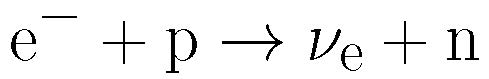 e⁻ + p → νₑ + n